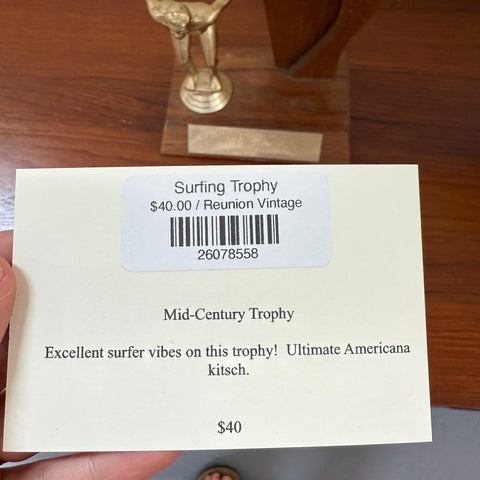 Surfing Trophy
$40.00 / Reunion Vintage
26078558
Mid-Century Trophy
Excellent surfer vibes on this trophy! Ultimate Americana
kitsch.
$40